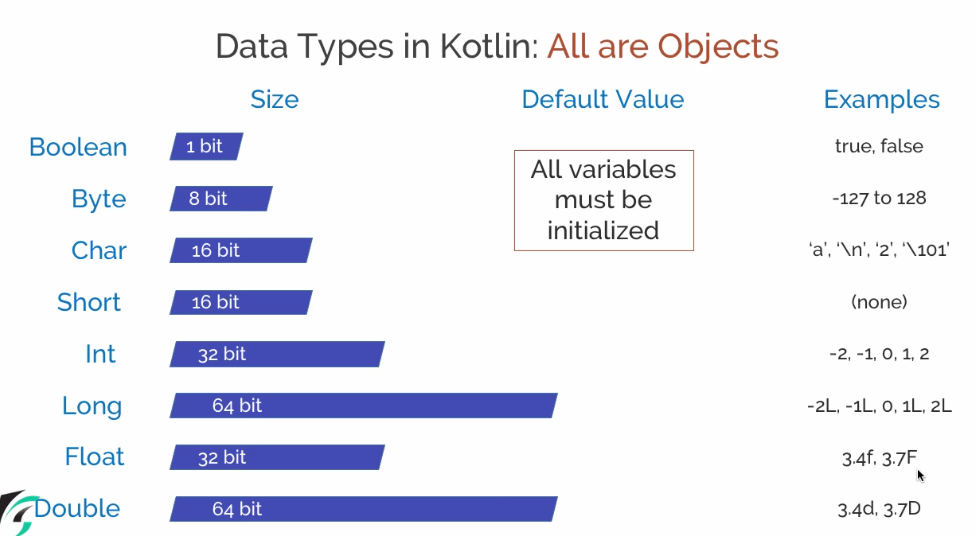 Data Types in Kotlin: All are Objects
Size Default Value Examples
Boolean 1 bit true, false
All variables
must be
initialized
Byte 8 bit -127 to 128
Char 16 bit ‘a’, ‘\n’, ‘2’, ‘\101’
Short 16 bit (none)
Int 32 bit -2, -1, 0, 1, 2
Long 64 bit -2L, -1L, 0, 1L, 2L
Float 32 bit 3.4f, 3.7F
Double 64 bit 3.4d, 3.7D